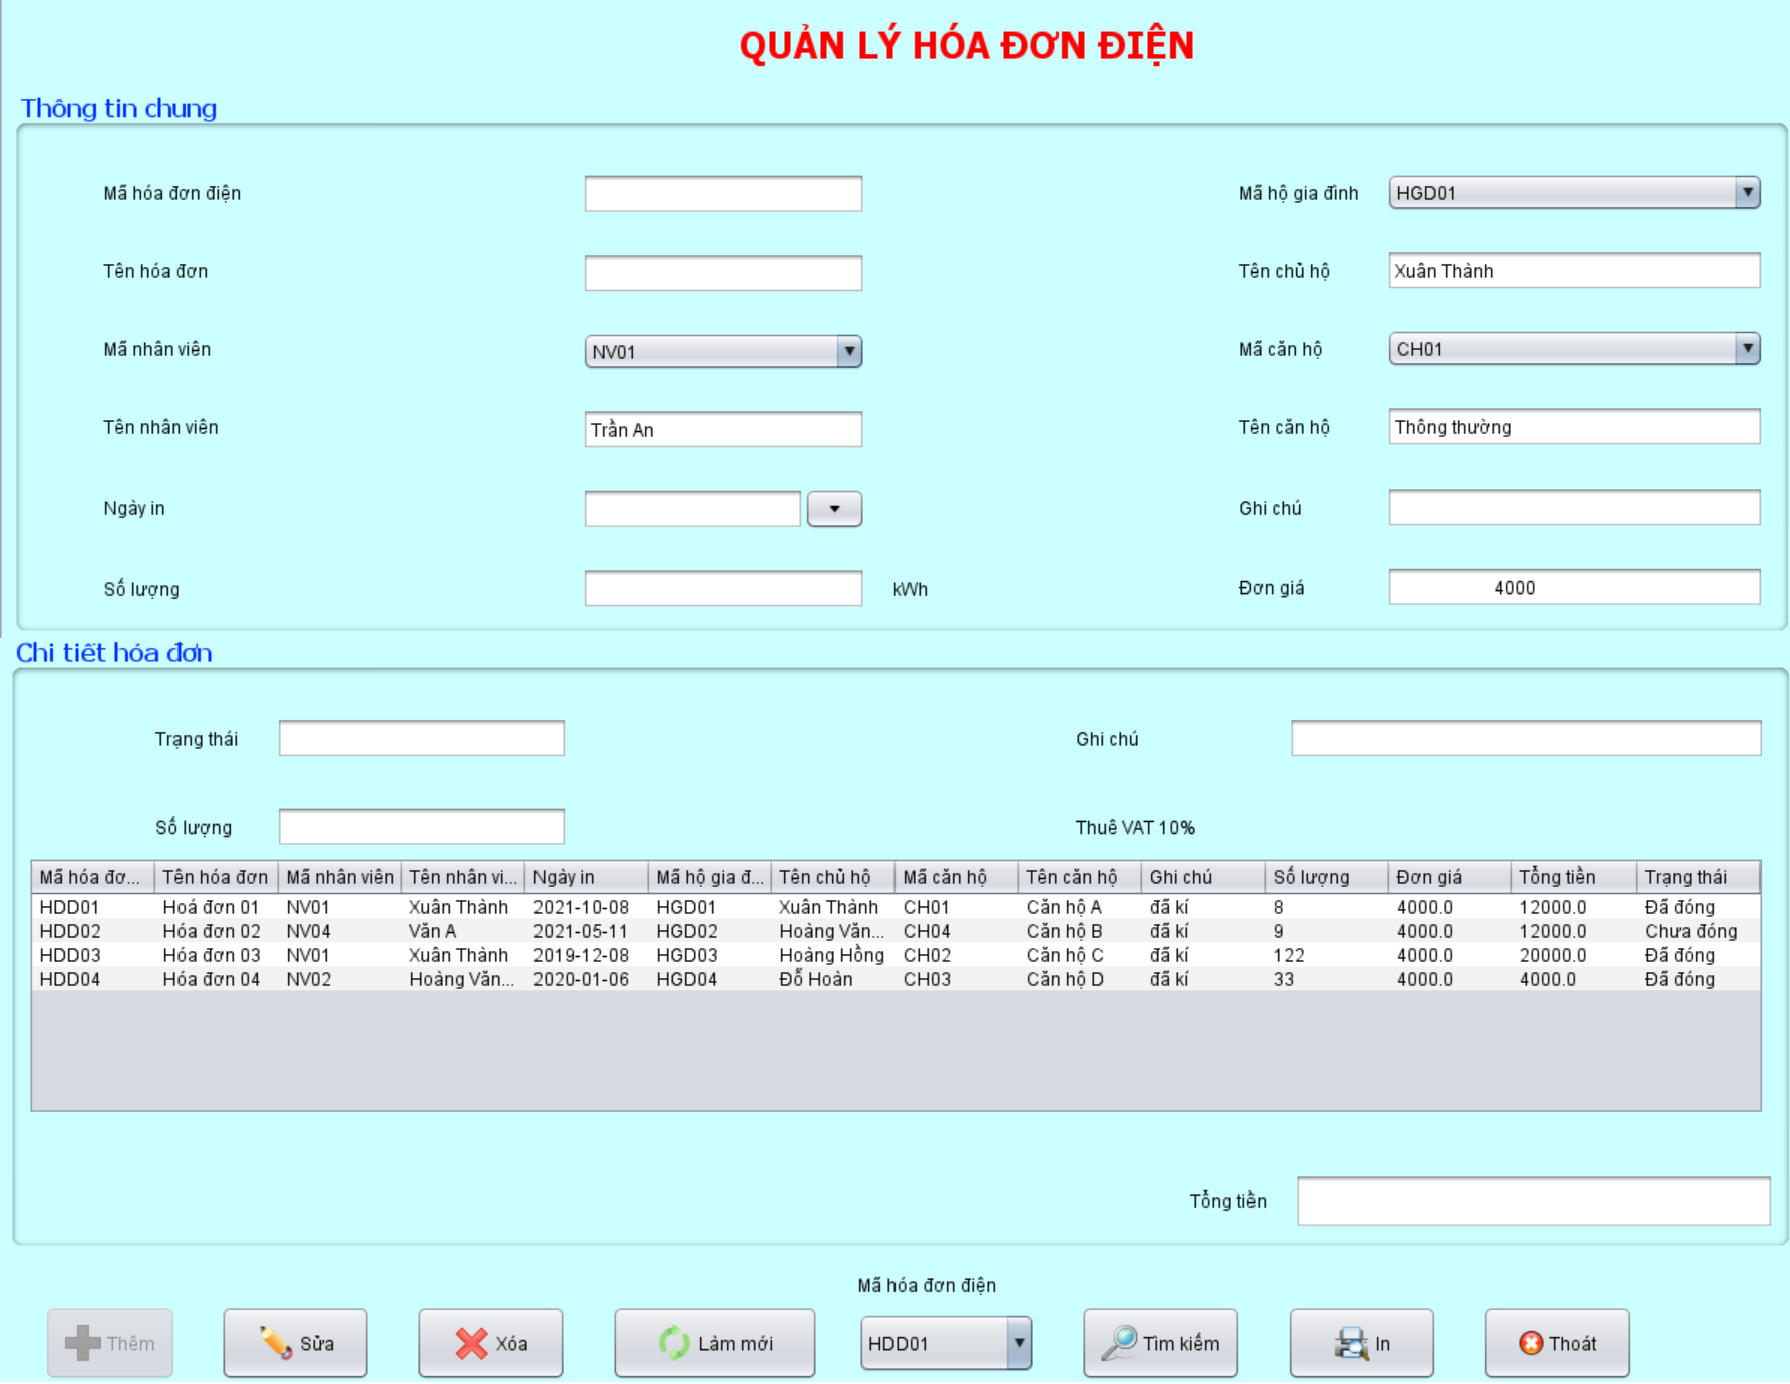 QUẢN LÝ HÓA ĐƠN ĐIỆN
Thông tin chung
Mã hóa đơn điện
Mã hộ gia đình HGD01
Tên hóa đơn
Tên chủ hộ Xuân Thành
Mã nhân viên NV01
Mã căn hộ CH01
Tên nhân viên Trần An
Tên căn hộ Thông thường
Ngày in
Ghi chú
Số lượng kWh
Đơn giá 4000
Chi tiết hóa đơn
Trạng thái
Ghi chú
Số lượng
Thuê VAT 10%
Mã hóa đơ... Tên hóa đơn Mã nhân viên Tên nhân vi... Ngày in Mã hộ gia đ... Tên chủ hộ Mã căn hộ Tên căn hộ Ghi chú Số lượng Đơn giá Tổng tiền Trạng thái
HDD01 Hoá đơn 01 NV01 Xuân Thành 2021-10-08 HGD01 Xuân Thành CH01 Căn hộ A đã kí 8 4000.0 12000.0 Đã đóng
HDD02 Hóa đơn 02 NV04 Văn A 2021-05-11 HGD02 Hoàng Văn... CH04 Căn hộ B đã kí 9 4000.0 12000.0 Chưa đóng
HDD03 Hóa đơn 03 NV01 Xuân Thành 2019-12-08 HGD03 Hoàng Hồng CH02 Căn hộ C đã kí 122 4000.0 20000.0 Đã đóng
HDD04 Hóa đơn 04 NV02 Hoàng Văn... 2020-01-06 HGD04 Đỗ Hoàn CH03 Căn hộ D đã kí 33 4000.0 4000.0 Đã đóng
Tổng tiền
Mã hóa đơn điện
Thêm Sửa Xóa Làm mới HDD01 Tìm kiếm In Thoát